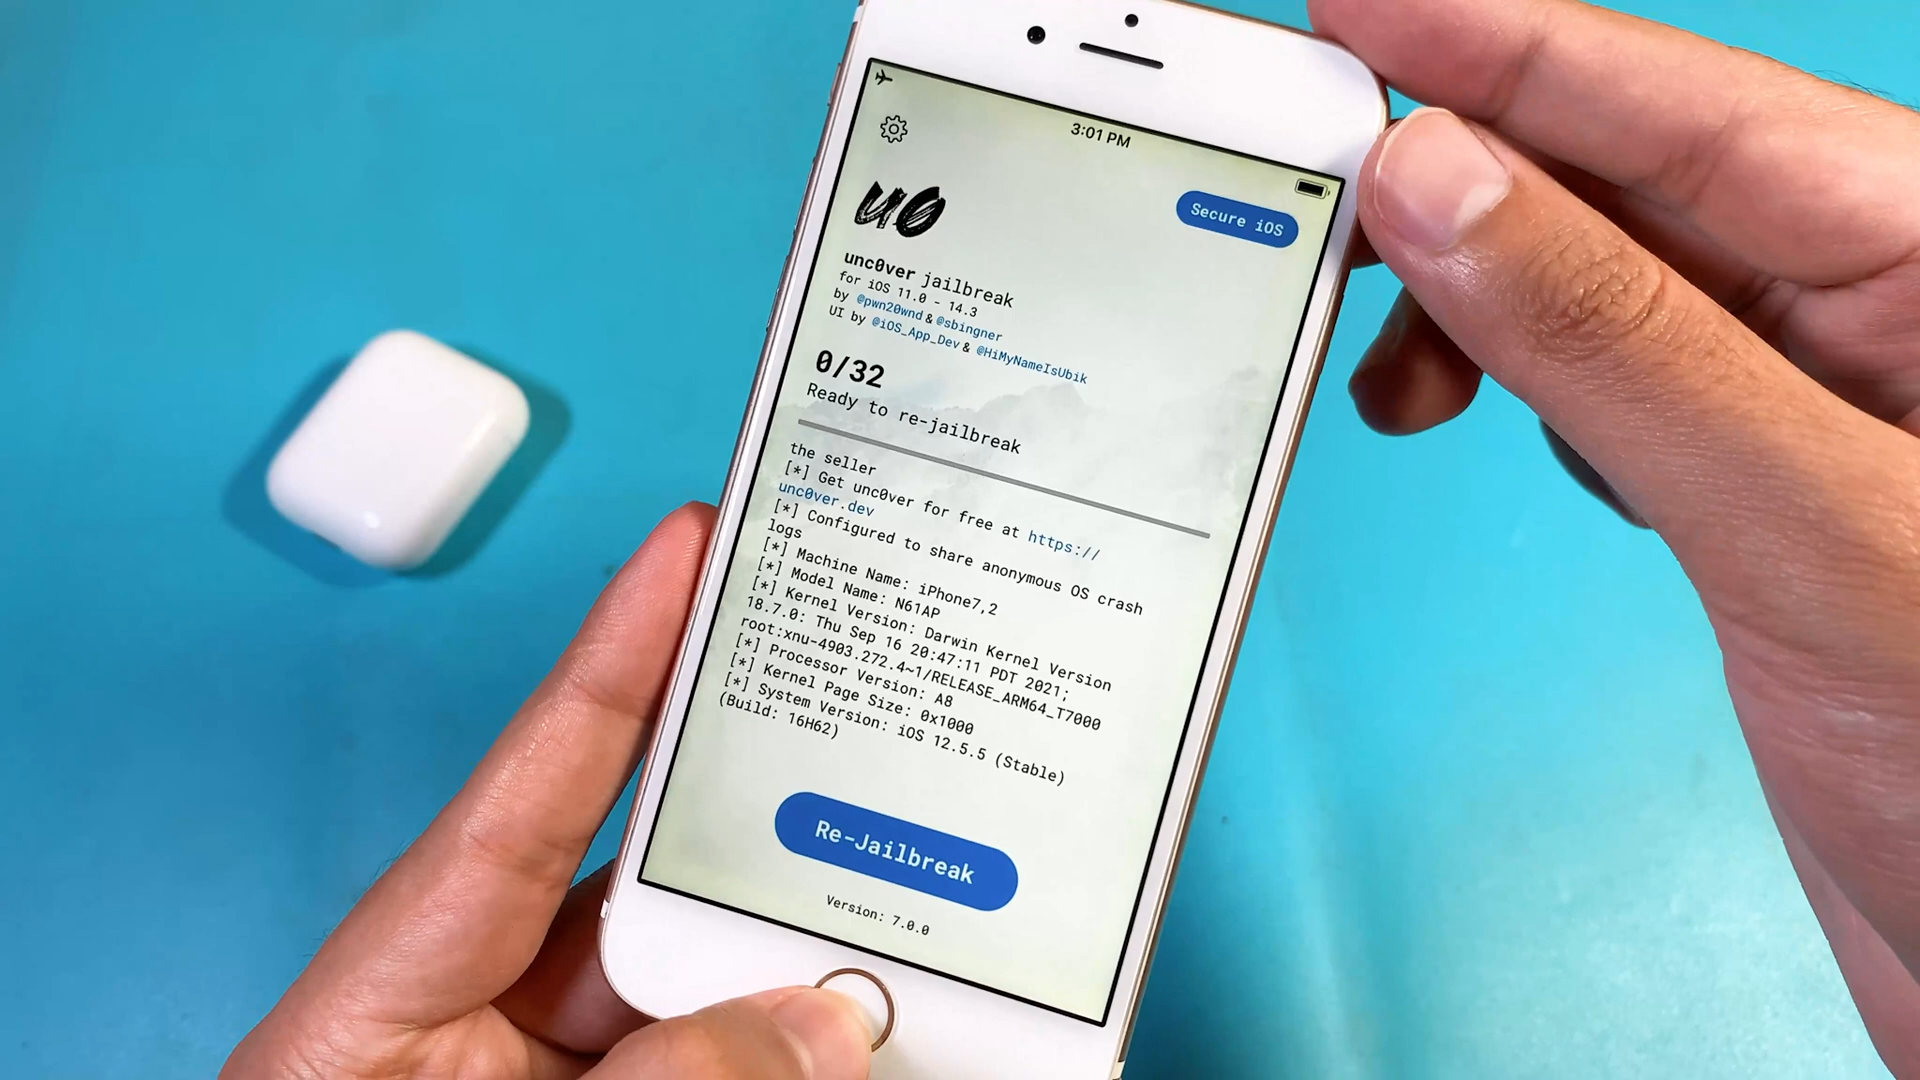 3:01 PM
u0
Secure iOS
unc0ver jailbreak
for iOS 11.0 - 14.3
by @pwn20wnd & @sbingner
UI by @iOS_App_Dev & @HiMyNameIsUbik
0/32
Ready to re-jailbreak
the seller
[*] Get unc0ver for free at https://
unc0ver.dev
[*] Configured to share anonymous OS crash
logs
[*] Machine Name: iPhone7,2
[*] Model Name: N61AP
[*] Kernel Version: Darwin Kernel Version
18.7.0: Thu Sep 16 20:47:11 PDT 2021;
root:xnu-4903.272.4~1/RELEASE_ARM64_T7000
[*] Processor Version: A8
[*] Kernel Page Size: 0x1000
[*] System Version: iOS 12.5.5 (Stable)
(Build: 16H62)
Re-Jailbreak
Version: 7.0.0